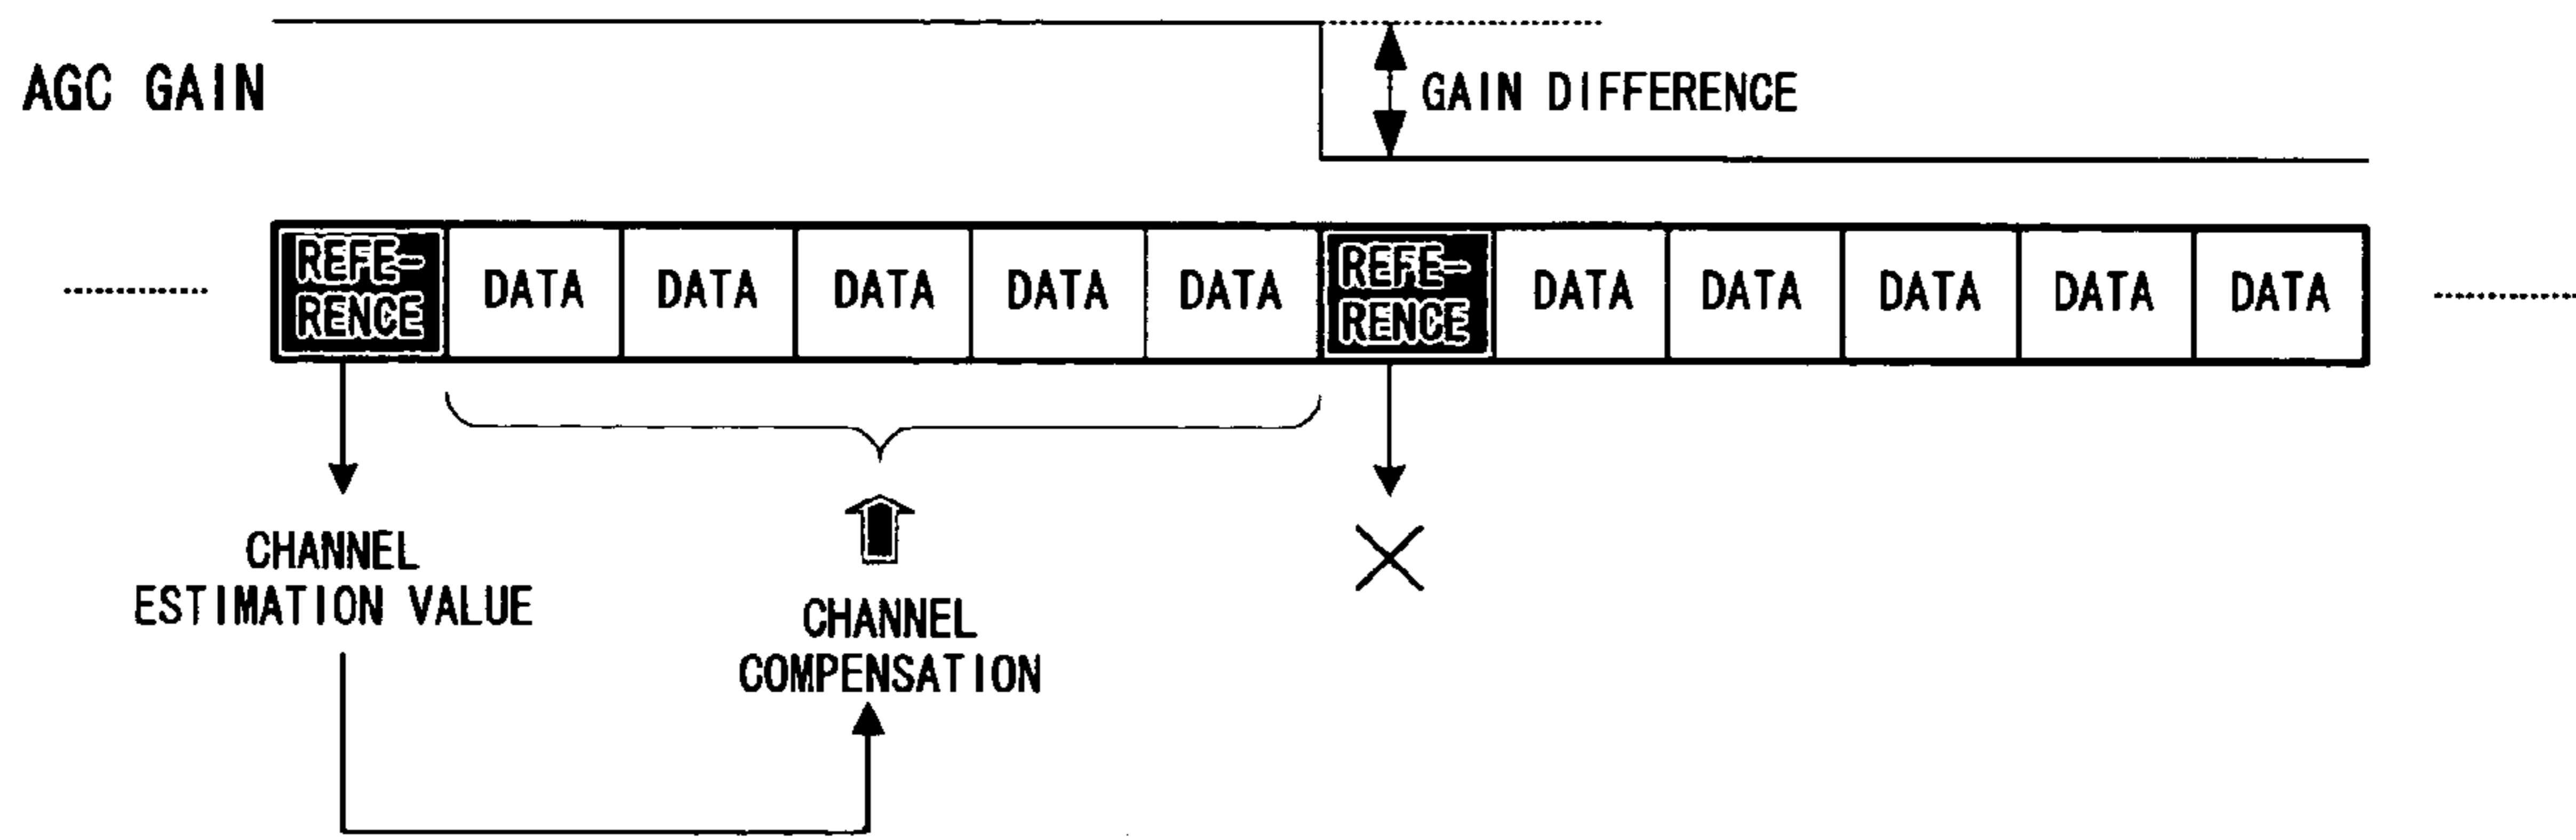 AGC GAIN
GAIN DIFFERENCE
REFE-
RENCE
DATA
DATA
DATA
DATA
DATA
REFE-
RENCE
DATA
DATA
DATA
DATA
DATA
CHANNEL
ESTIMATION VALUE
CHANNEL
COMPENSATION